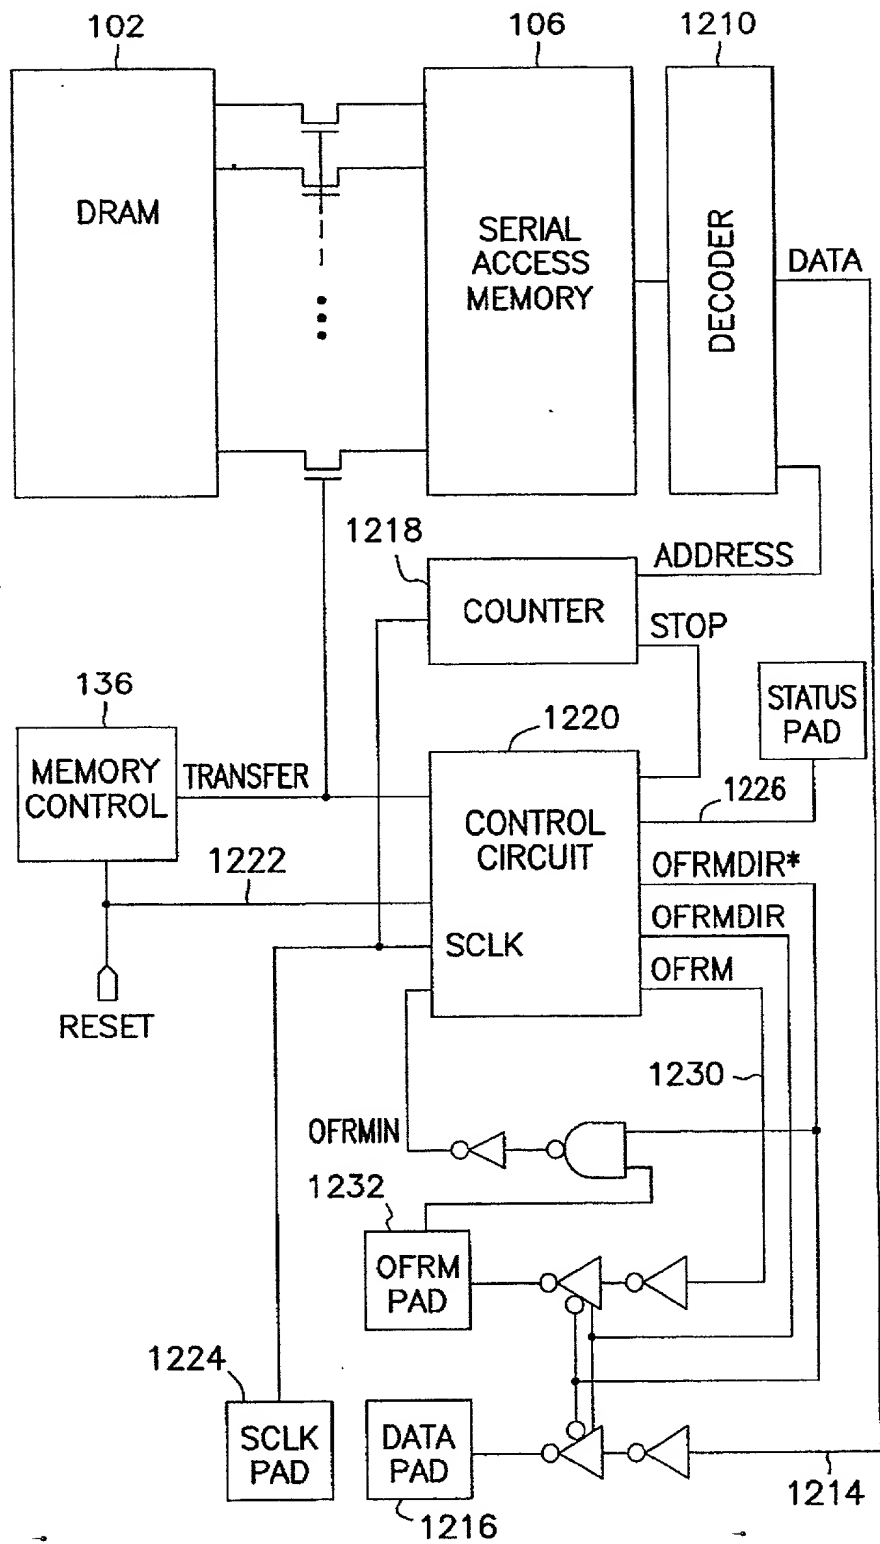 102
106
1210
DRAM
SERIAL
ACCESS
MEMORY
DECODER
DATA
1218
ADDRESS
COUNTER
STOP
136
1220
STATUS
PAD
MEMORY
CONTROL
TRANSFER
1226
CONTROL
CIRCUIT
1222
OFRMDIR*
OFRMDIR
SCLK
OFRM
RESET
1230
OFRMIN
1232
OFRM
PAD
1224
SCLK
PAD
DATA
PAD
1214
1216